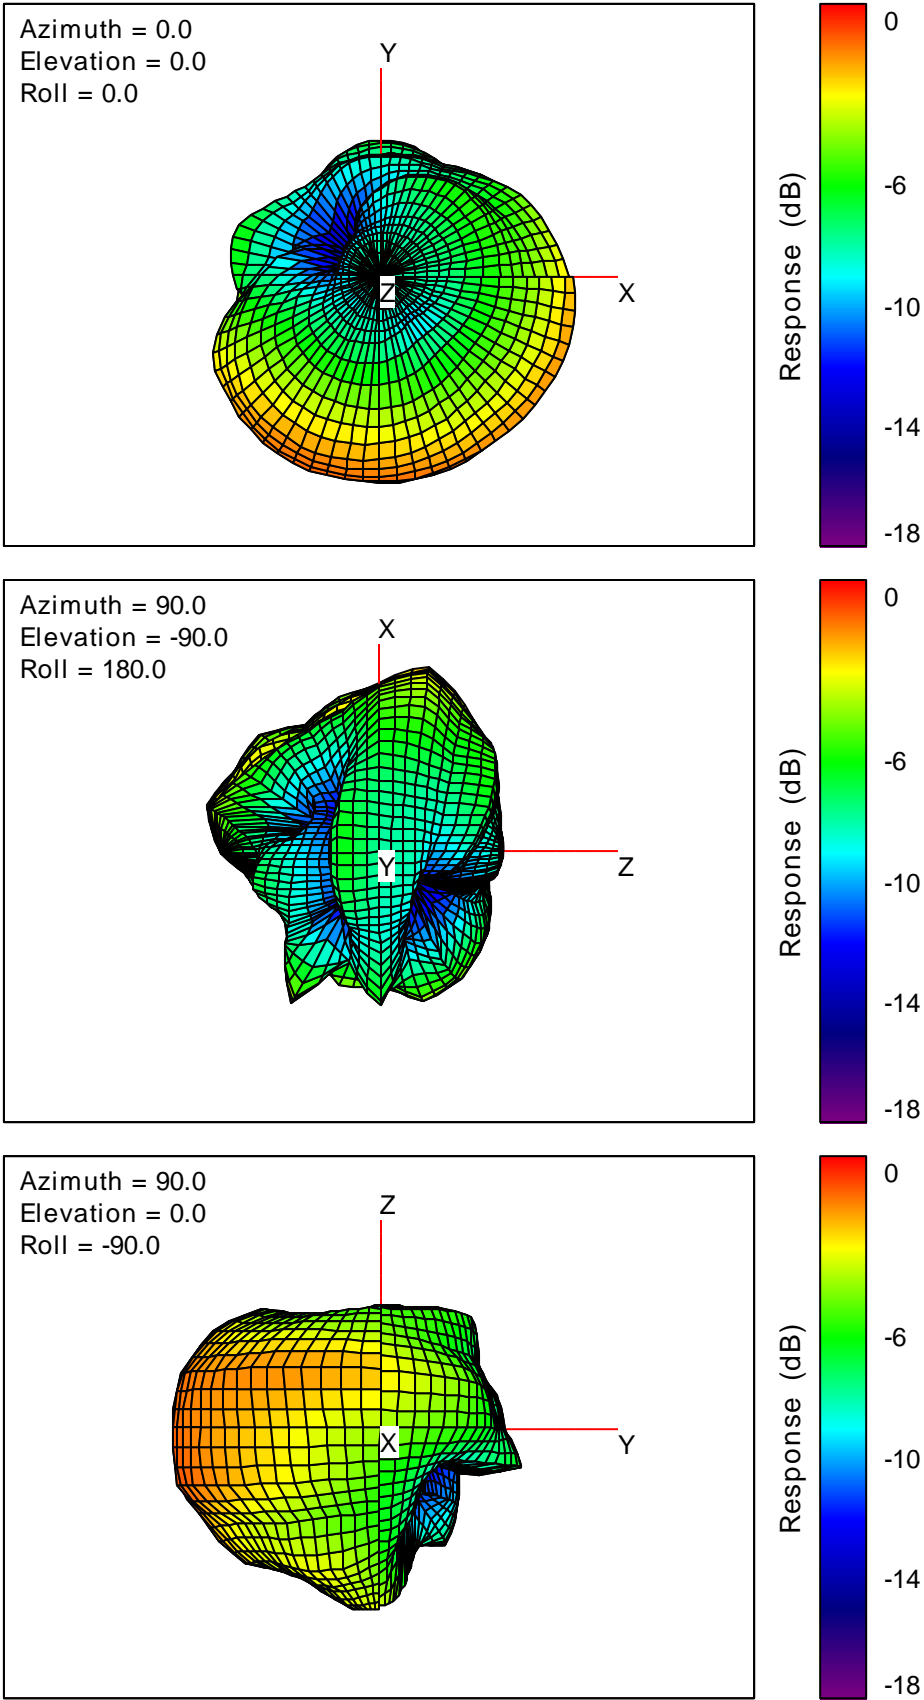 Azimuth = 0.0
Elevation = 0.0
Roll = 0.0
Y
X
Z
0
-6
-10
-14
-18
Response (dB)
Azimuth = 90.0
Elevation = -90.0
Roll = 180.0
X
Z
Y
0
-6
-10
-14
-18
Response (dB)
Azimuth = 90.0
Elevation = 0.0
Roll = -90.0
Z
Y
X
0
-6
-10
-14
-18
Response (dB)